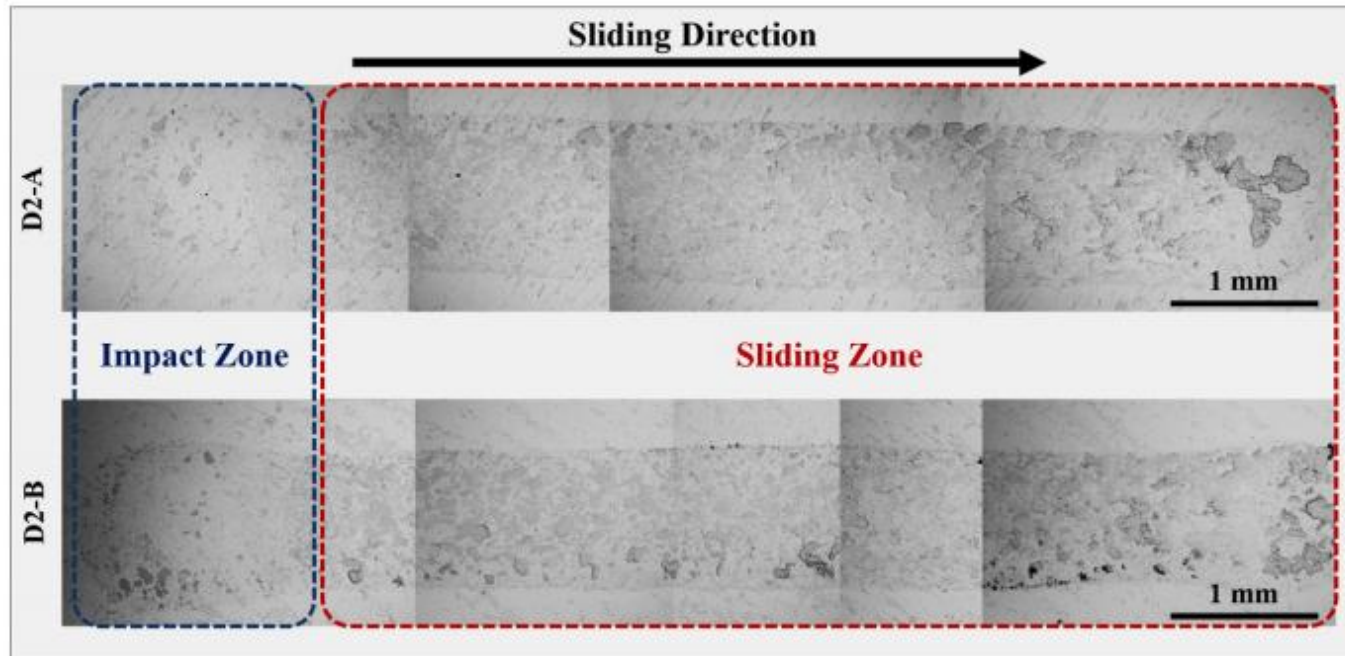 Sliding Direction
D2-A
1 mm
Impact Zone
Sliding Zone
D2-B
1 mm